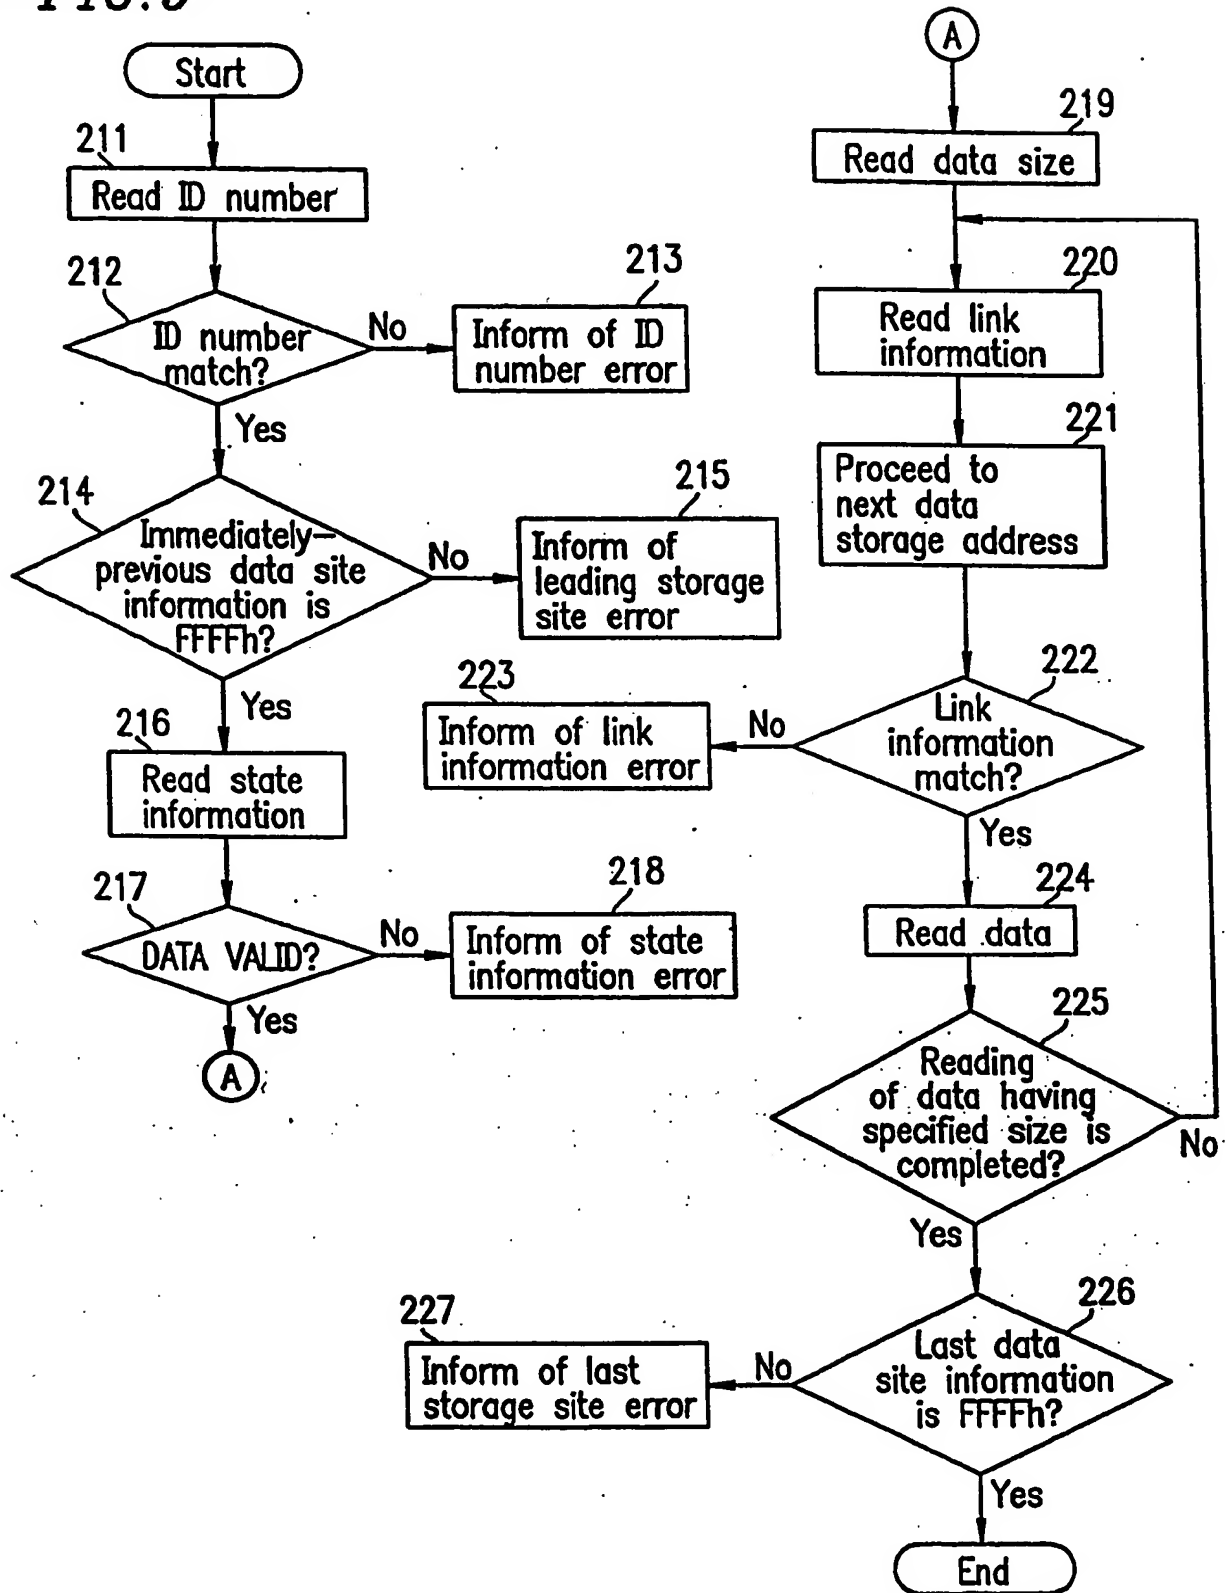 Start
211
Read ID number
212
ID number
match?
No
213
Inform of ID
number error
Yes
214
Immediately-
previous data site
information is
FFFFh?
No
215
Inform of
leading storage
site error
Yes
216
Read state
information
217
DATA VALID?
No
218
Inform of state
information error
Yes
A
A
219
Read data size
220
Read link
information
221
Proceed to
next data
storage address
222
Link
information
match?
No
223
Inform of link
information error
Yes
224
Read data
225
Reading
of data having
specified size is
completed?
No
Yes
226
Last data
site information
is FFFFh?
No
227
Inform of last
storage site error
Yes
End